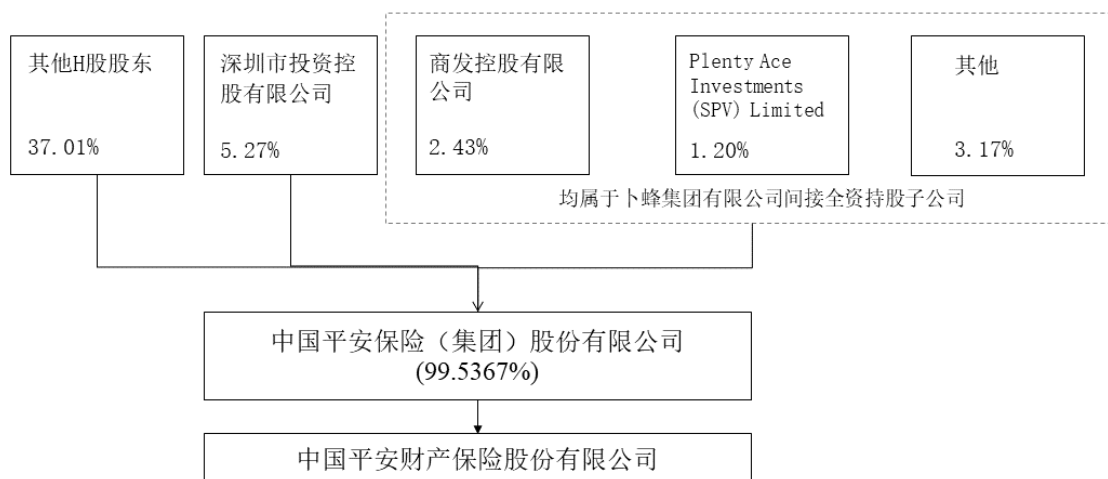 其他H股股东
37.01%
深圳市投资控
股有限公司
5.27%
商发控股有限
公司
2.43%
Plenty Ace
Investments
(SPV) Limited
1.20%
其他
3.17%
均属于卜蜂集团有限公司间接全资持股子公司
中国平安保险（集团）股份有限公司
(99.5367%)
中国平安财产保险股份有限公司